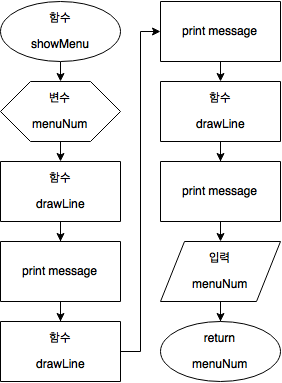 함수
showMenu
변수
menuNum
함수
drawLine
print message
함수
drawLine
print message
함수
drawLine
print message
입력
menuNum
return
menuNum